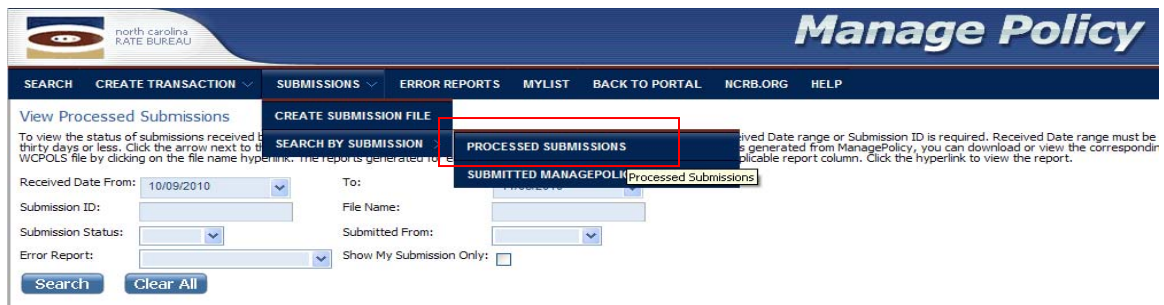 north carolina
RATE BUREAU
Manage Policy
SEARCH CREATE TRANSACTION SUBMISSIONS ERROR REPORTS MYLIST BACK TO PORTAL NCRB.ORG HELP
CREATE SUBMISSION FILE
SEARCH BY SUBMISSION
PROCESSED SUBMISSIONS
SUBMITTED MANAGEPOLIC
Processed Submissions
View Processed Submissions
To view the status of submissions received Date range or Submission ID is required. Received Date range must be
thirty days or less. Click the arrow next to th generated from ManagePolicy, you can download or view the correspondin
WCPOLS file by clicking on the file name hyperlink. The reports generated for plicable report column. Click the hyperlink to view the report.
Received Date From: 10/09/2010 To:
Submission ID: File Name:
Submission Status: Submitted From:
Error Report: Show My Submission Only:
Search Clear All